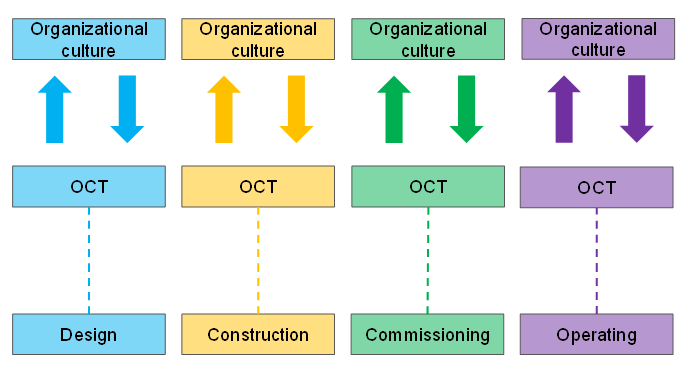 Organizational
culture
Organizational
culture
Organizational
culture
Organizational
culture
OCT
OCT
OCT
OCT
Design
Construction
Commissioning
Operating